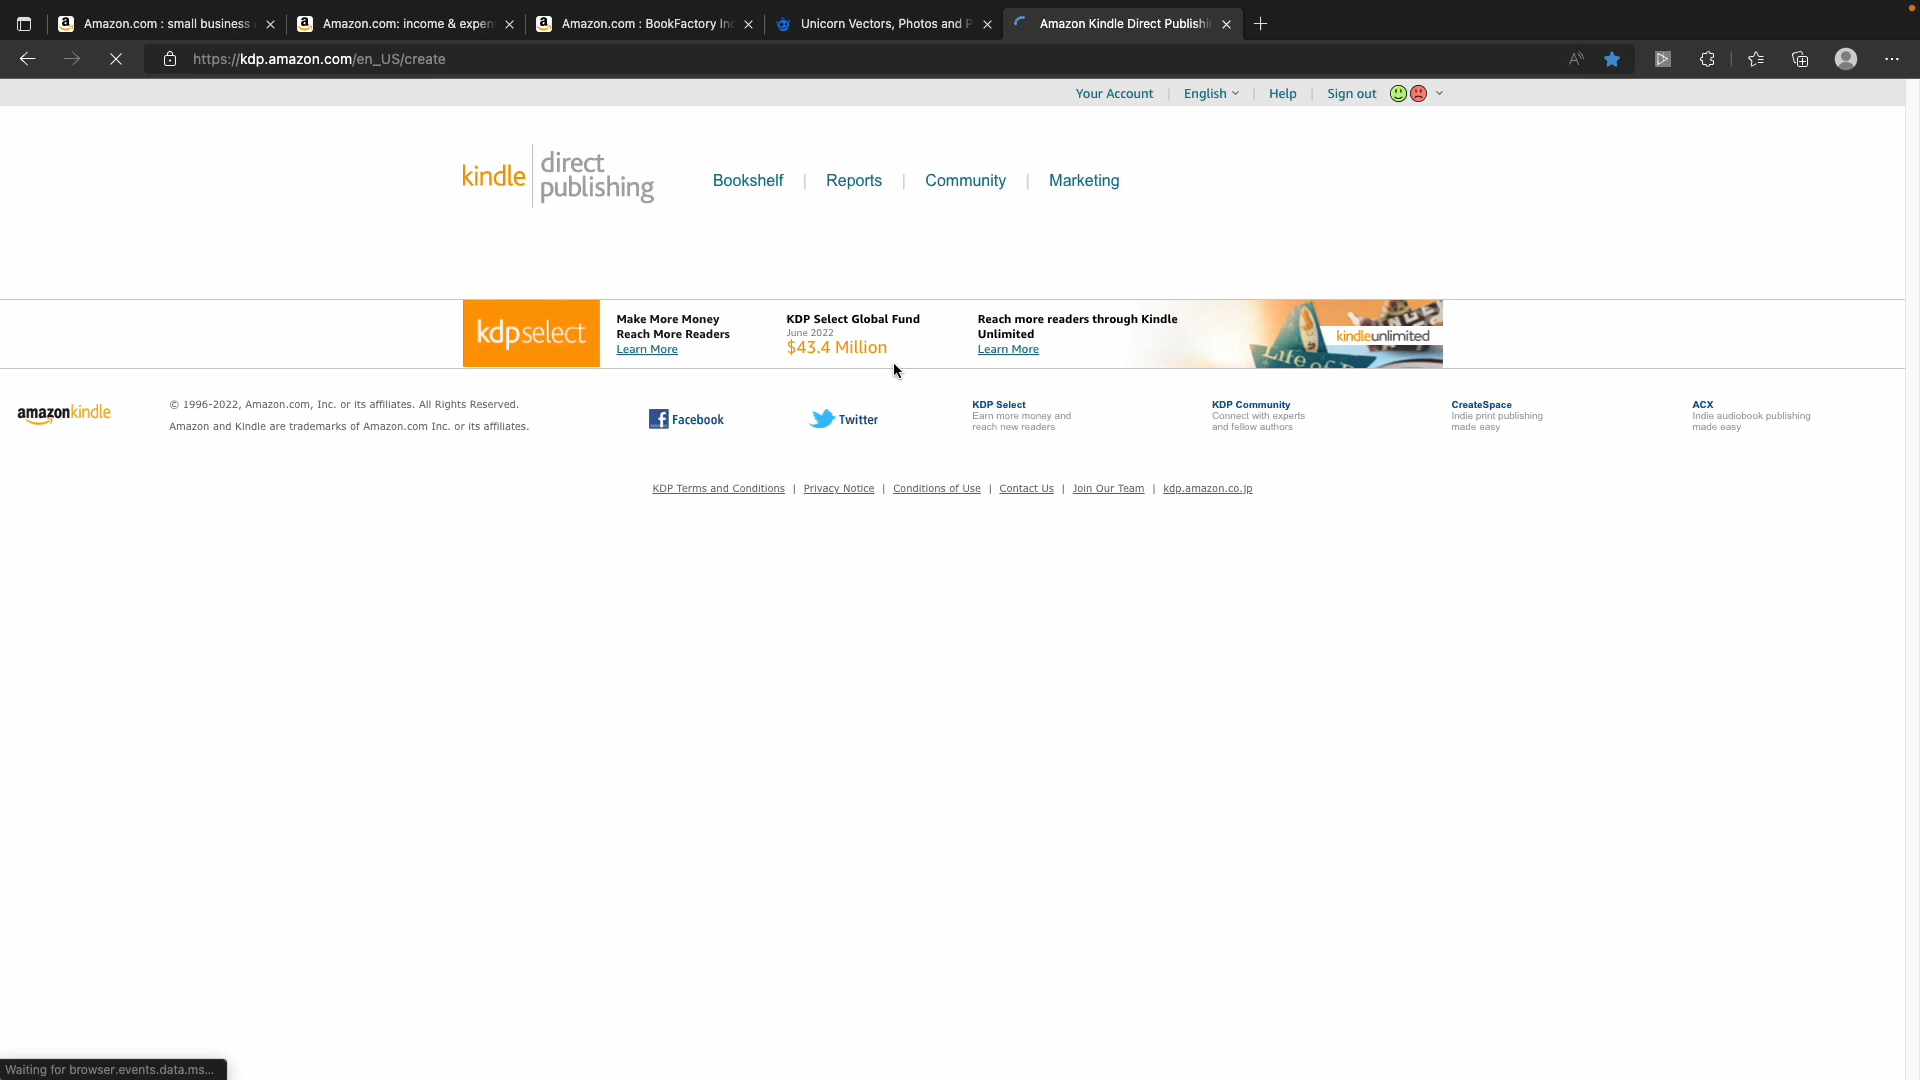 Amazon.com : small business
Amazon.com: income & expen
Amazon.com : BookFactory Inc
Unicorn Vectors, Photos and P
Amazon Kindle Direct Publishin
https://kdp.amazon.com/en_US/create
Your Account | English | Help | Sign out
kindle direct publishing
Bookshelf | Reports | Community | Marketing
kdpselect
Make More Money
Reach More Readers
Learn More
KDP Select Global Fund
June 2022
$43.4 Million
Reach more readers through Kindle
Unlimited
Learn More
Life of P
kindleunlimited
amazonkindle
© 1996-2022, Amazon.com, Inc. or its affiliates. All Rights Reserved.
Amazon and Kindle are trademarks of Amazon.com Inc. or its affiliates.
Facebook
Twitter
KDP Select
Earn more money and
reach new readers
KDP Community
Connect with experts
and fellow authors
CreateSpace
Indie print publishing
made easy
ACX
Indie audiobook publishing
made easy
KDP Terms and Conditions | Privacy Notice | Conditions of Use | Contact Us | Join Our Team | kdp.amazon.co.jp
Waiting for browser.events.data.ms...